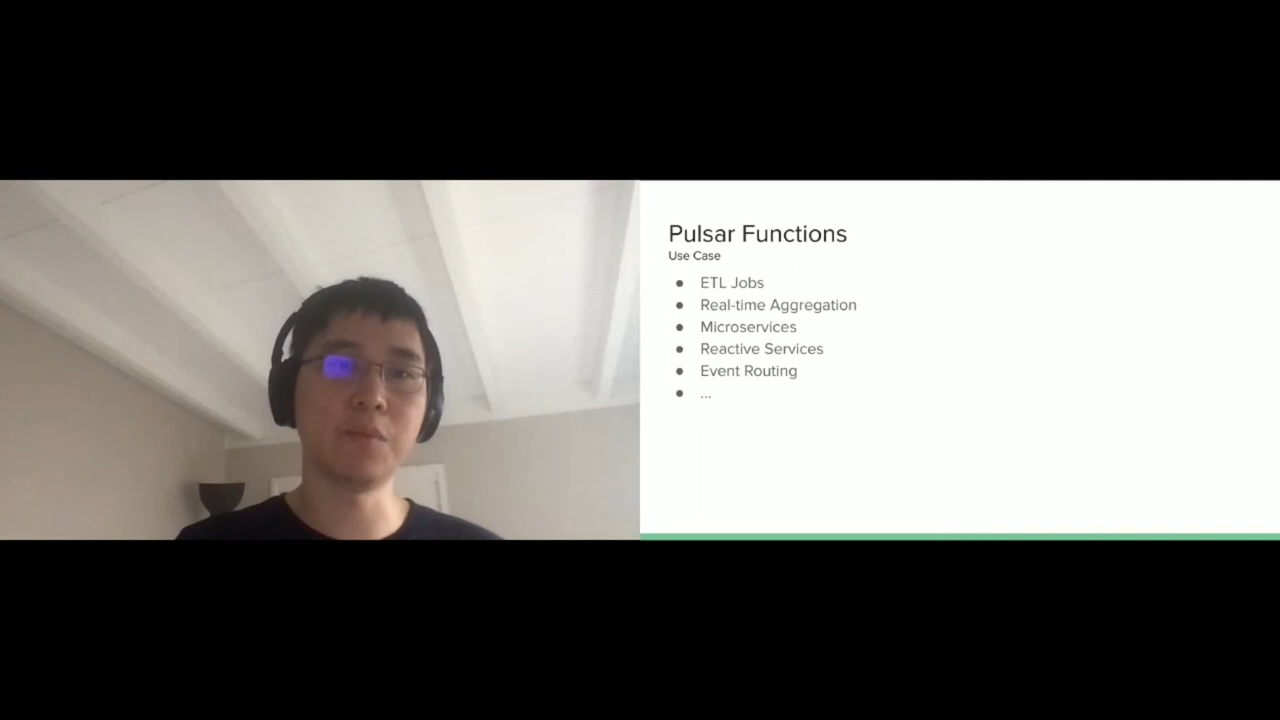 Pulsar Functions
Use Case
● ETL Jobs
● Real-time Aggregation
● Microservices
● Reactive Services
● Event Routing
● ...